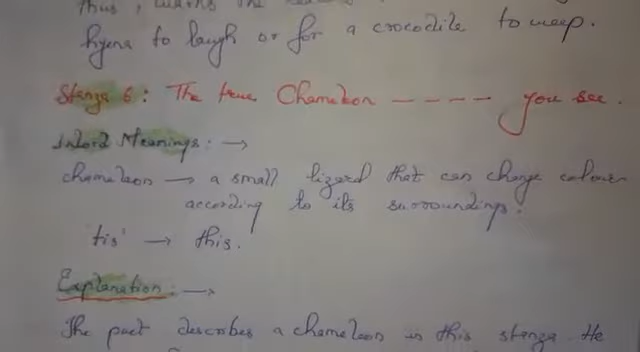 thus,
hyena to laugh or for a crocodile to weep.
Stanza 6: The true Chameleon ----- you see.
Word Meanings: →
chameleon → a small lizard that can change colour
according to its surroundings.
tis' → this.
Explanation: →
The poet describes a chameleon in this stanza. He